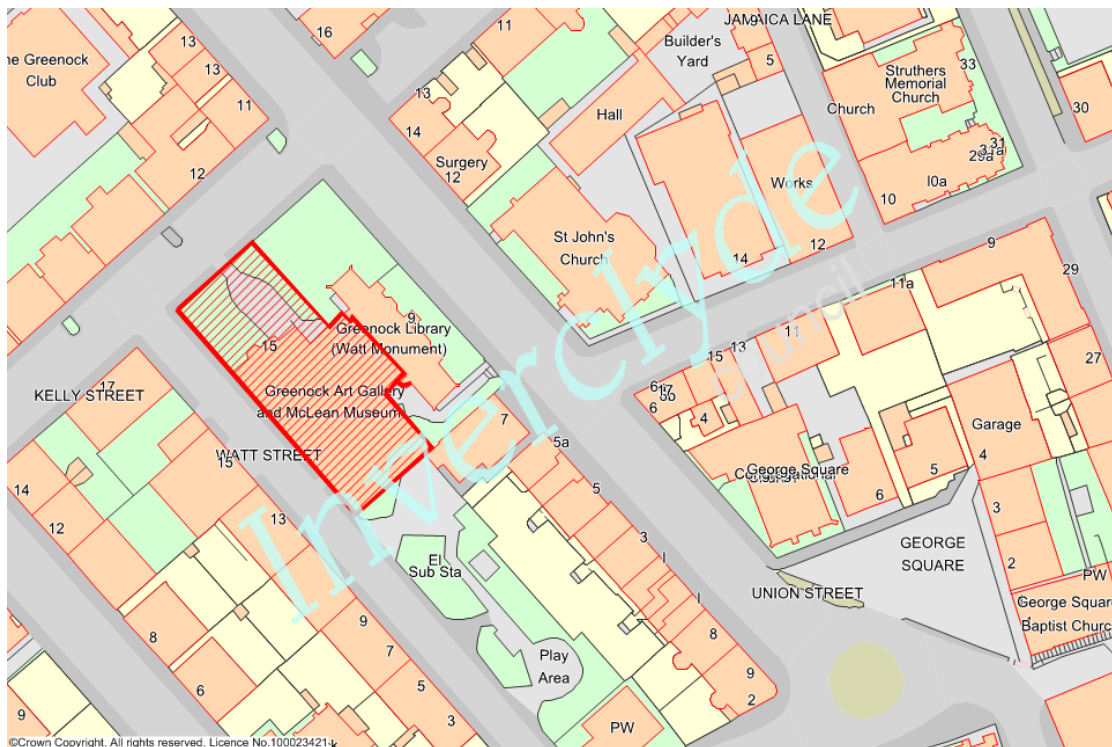 JAMAICA LANE
16
11
9
13
Builder's
Yard
5
Struthers
Memorial
Church
33
he Greenock
Club
13
11
13
14
Hall
Church
30
Surgery
12
12
Works
29a
31
10a
10
St John's
Church
14
12
9
29
11a
9
Greenock Library
(Watt Monument)
15
11
15
13
27
17
KELLY STREET
Greenock Art Gallery
and McLean Museum
7
6
4
Garage
WATT STREET
15
5a
George Square
Congregational
5
4
14
12
13
5
6
3
GEORGE
SQUARE
3
2
El
Sub Sta
1
UNION STREET
PW
George Square
Baptist Church
8
9
7
Play
Area
1
8
6
5
9
9
3
2
PW
Inverclyde
Council
©Crown Copyright. All rights reserved. Licence No.100023421